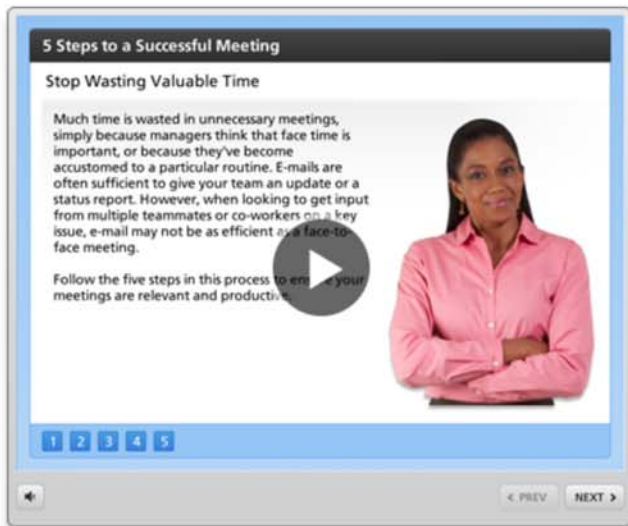 5 Steps to a Successful Meeting
Stop Wasting Valuable Time
Much time is wasted in unnecessary meetings,
simply because managers think that face time is
important, or because they've become
accustomed to a particular routine. E-mails are
often sufficient to give your team an update or a
status report. However, when looking to get input
from multiple teammates or co-workers on a key
issue, e-mail may not be as efficient as a face-to-
face meeting.
Follow the five steps in this process to ensure your
meetings are relevant and productive.
1 2 3 4 5
< PREV NEXT >